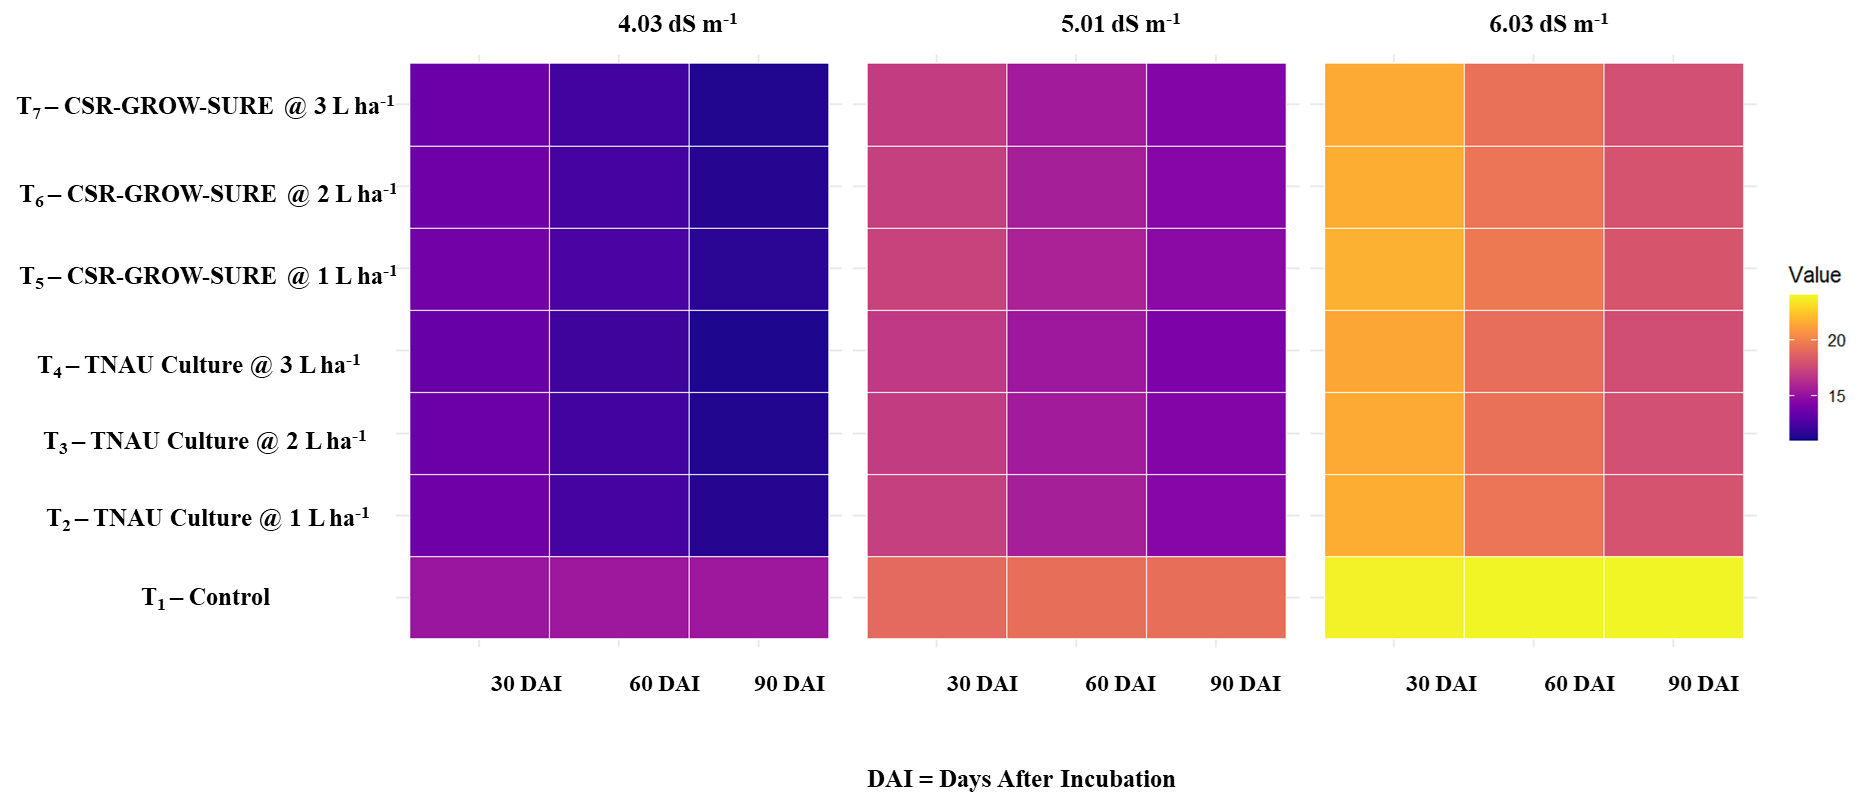 4.03 dS m⁻¹ 5.01 dS m⁻¹ 6.03 dS m⁻¹
T₇ – CSR-GROW-SURE @ 3 L ha⁻¹
T₆ – CSR-GROW-SURE @ 2 L ha⁻¹
T₅ – CSR-GROW-SURE @ 1 L ha⁻¹
T₄ – TNAU Culture @ 3 L ha⁻¹
T₃ – TNAU Culture @ 2 L ha⁻¹
T₂ – TNAU Culture @ 1 L ha⁻¹
T₁ – Control
Value
20
15
30 DAI 60 DAI 90 DAI 30 DAI 60 DAI 90 DAI 30 DAI 60 DAI 90 DAI
DAI = Days After Incubation